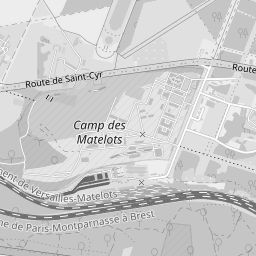 Route de Saint-Cyr
Route
Camp des
Matelots
ment de Versailles-Matelots
ne de Paris-Montparnasse à Brest